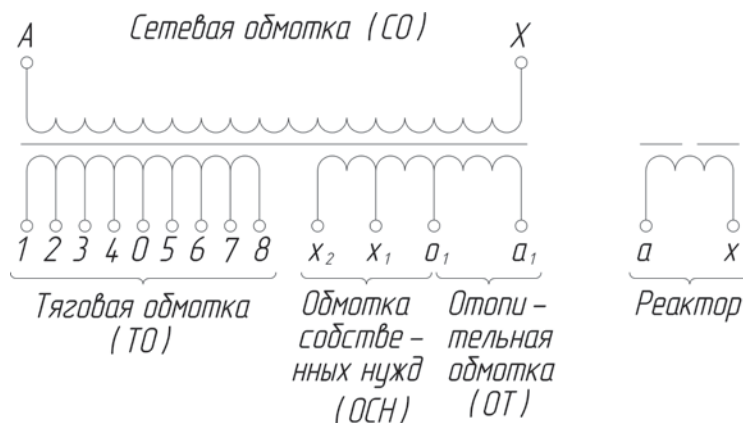 А Сетевая обмотка (СО) Х
1 2 3 4 0 5 6 7 8 x₂ x₁ o₁ a₁ a x
Тяговая обмотка
(ТО)
Обмотка
собстве -
нных нужд
(ОСН)
Отопи -
тельная
обмотка
(ОТ)
Реактор